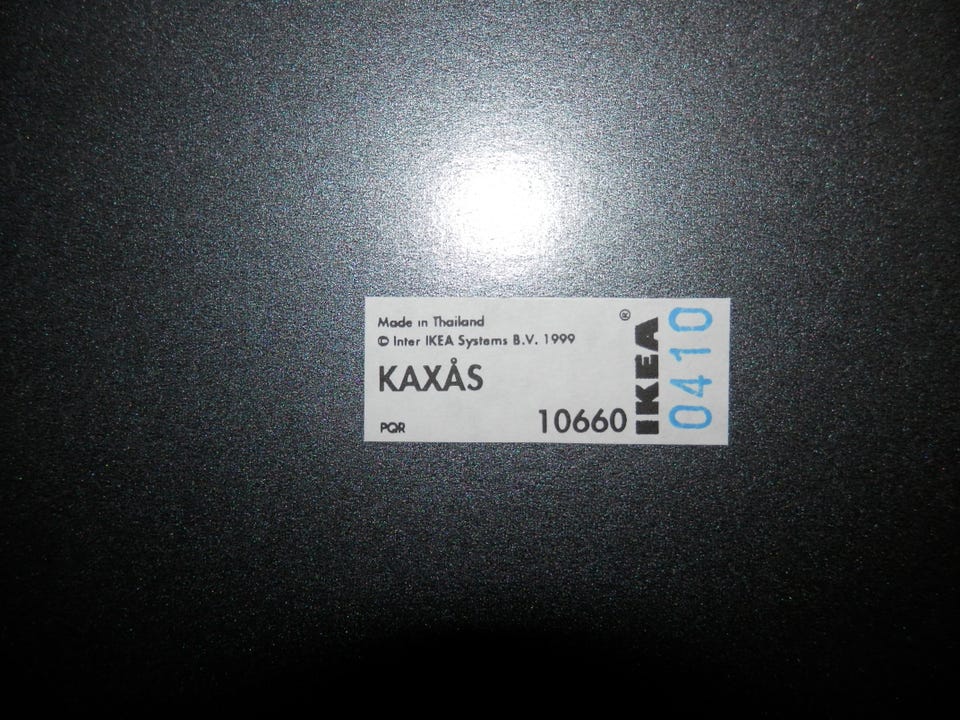 Made in Thailand
© Inter IKEA Systems B.V. 1999
KAXÅS
PQR
10660
IKEA®
0410